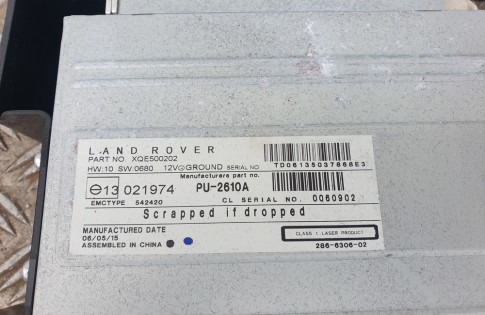 LAND ROVER
PART NO. XQE500202
HW:10 SW:0680 12V⎓GROUND SERIAL NO TD06135037868E3
Manufacturers part no.
e13 021974 PU-2610A
EMCTYPE 542420 CL SERIAL NO. 0060902
Scrapped if dropped
MANUFACTURED DATE
06/05/15
ASSEMBLED IN CHINA
CLASS 1 LASER PRODUCT
286-6306-02